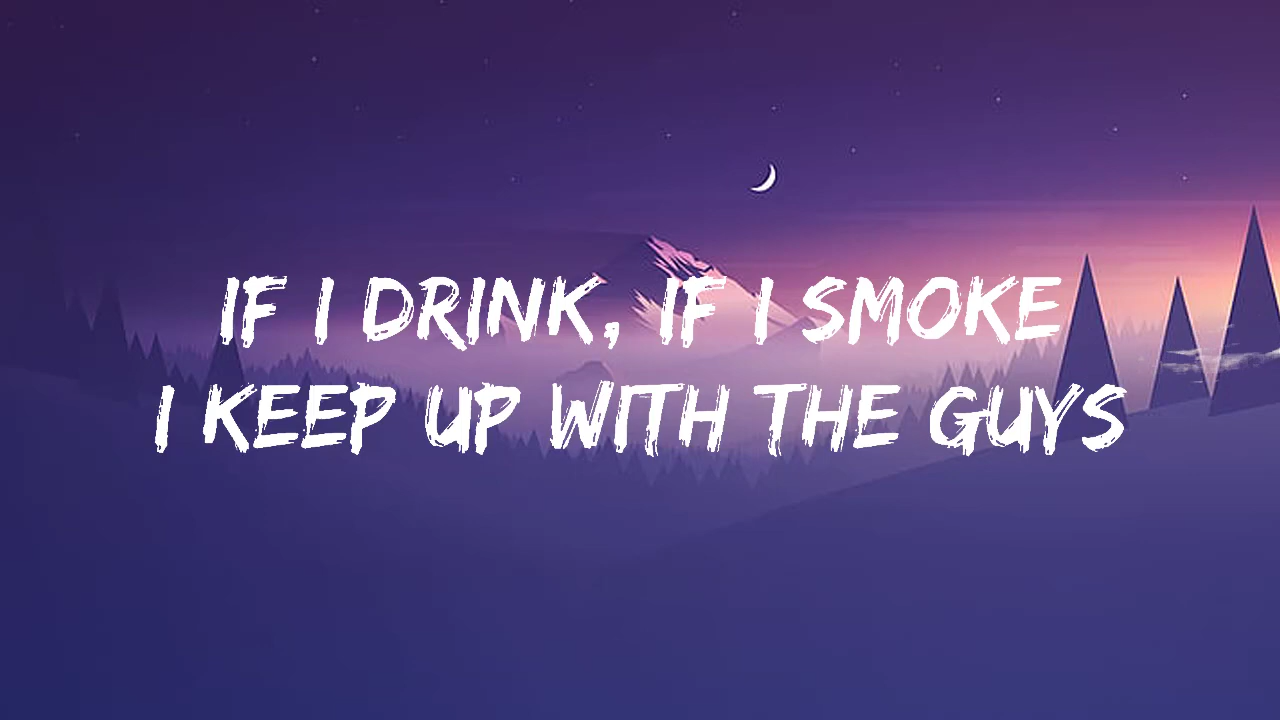 IF I DRINK, IF I SMOKE
I KEEP UP WITH THE GUYS